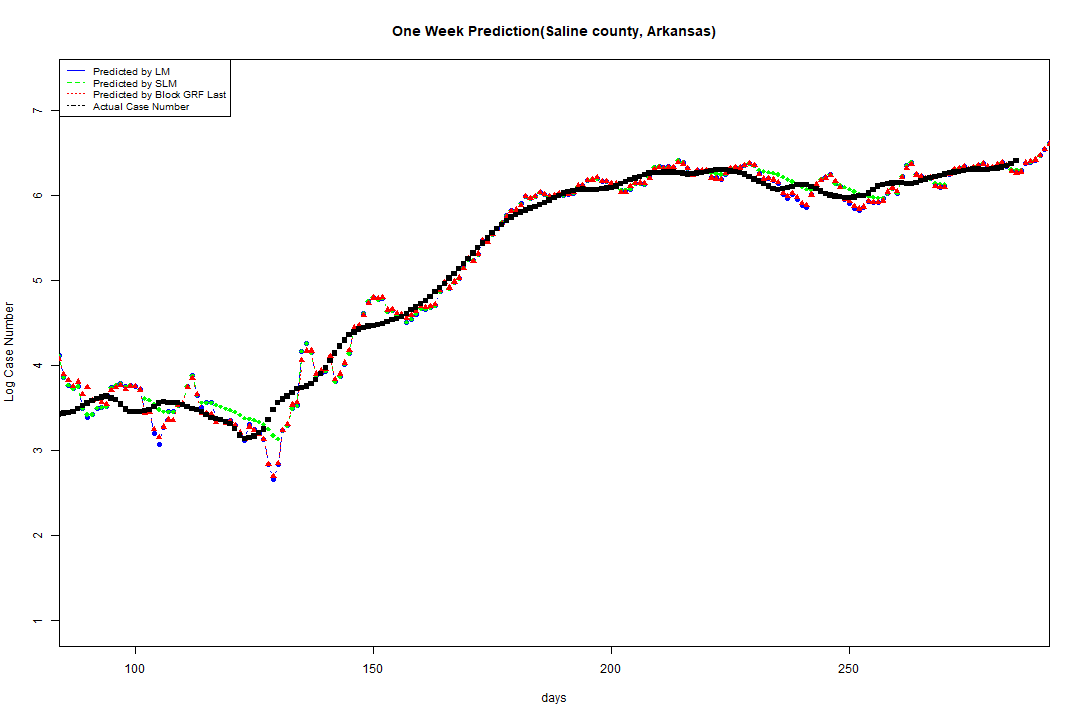 One Week Prediction(Saline county, Arkansas)
Predicted by LM
Predicted by SLM
Predicted by Block GRF Last
Actual Case Number
7
6
5
4
3
2
1
Log Case Number
100 150 200 250
days